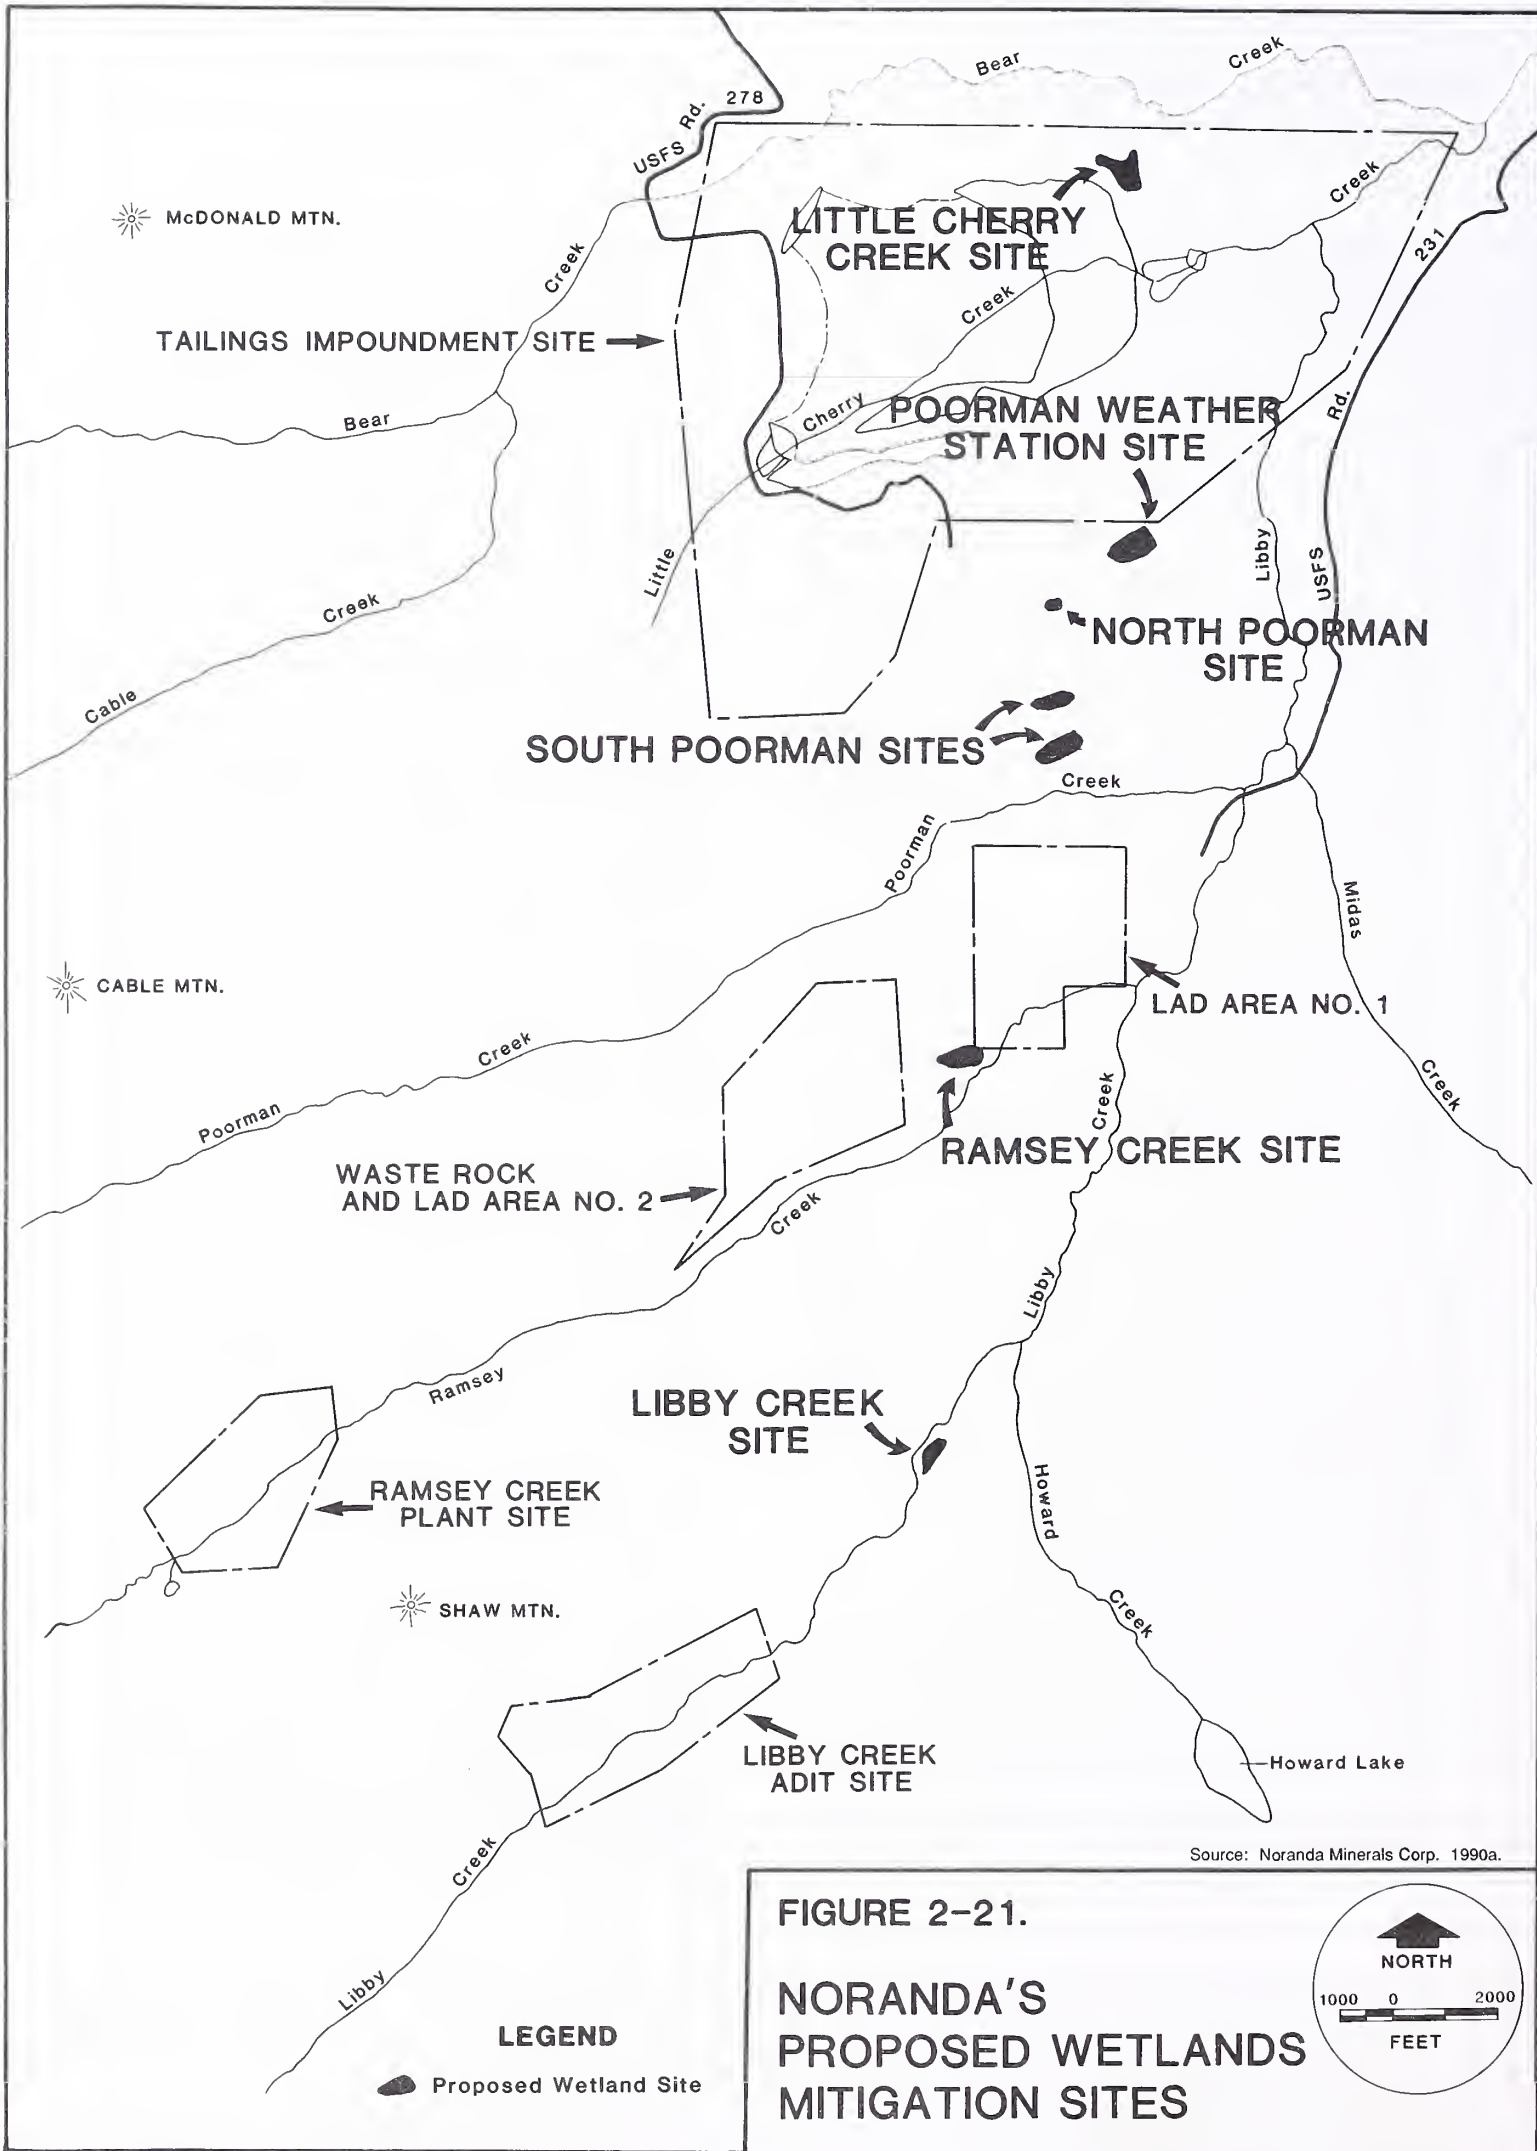 Bear Creek
278
USFS Rd.
McDONALD MTN.
LITTLE CHERRY
CREEK SITE
Creek
231
Creek
Creek
TAILINGS IMPOUNDMENT SITE
Bear
Cherry
POORMAN WEATHER
STATION SITE
Rd.
Little
Libby
USFS
Creek
Cable
NORTH POORMAN
SITE
SOUTH POORMAN SITES
Creek
Poorman
Midas
CABLE MTN.
LAD AREA NO. 1
Creek
Poorman
Creek
Creek
RAMSEY CREEK SITE
WASTE ROCK
AND LAD AREA NO. 2
Creek
Libby
Ramsey
LIBBY CREEK
SITE
Howard
RAMSEY CREEK
PLANT SITE
Creek
SHAW MTN.
LIBBY CREEK
ADIT SITE
Howard Lake
Creek
Libby
Source: Noranda Minerals Corp. 1990a.
FIGURE 2-21.
NORANDA'S
PROPOSED WETLANDS
MITIGATION SITES
NORTH
1000 0 2000
FEET
LEGEND
Proposed Wetland Site